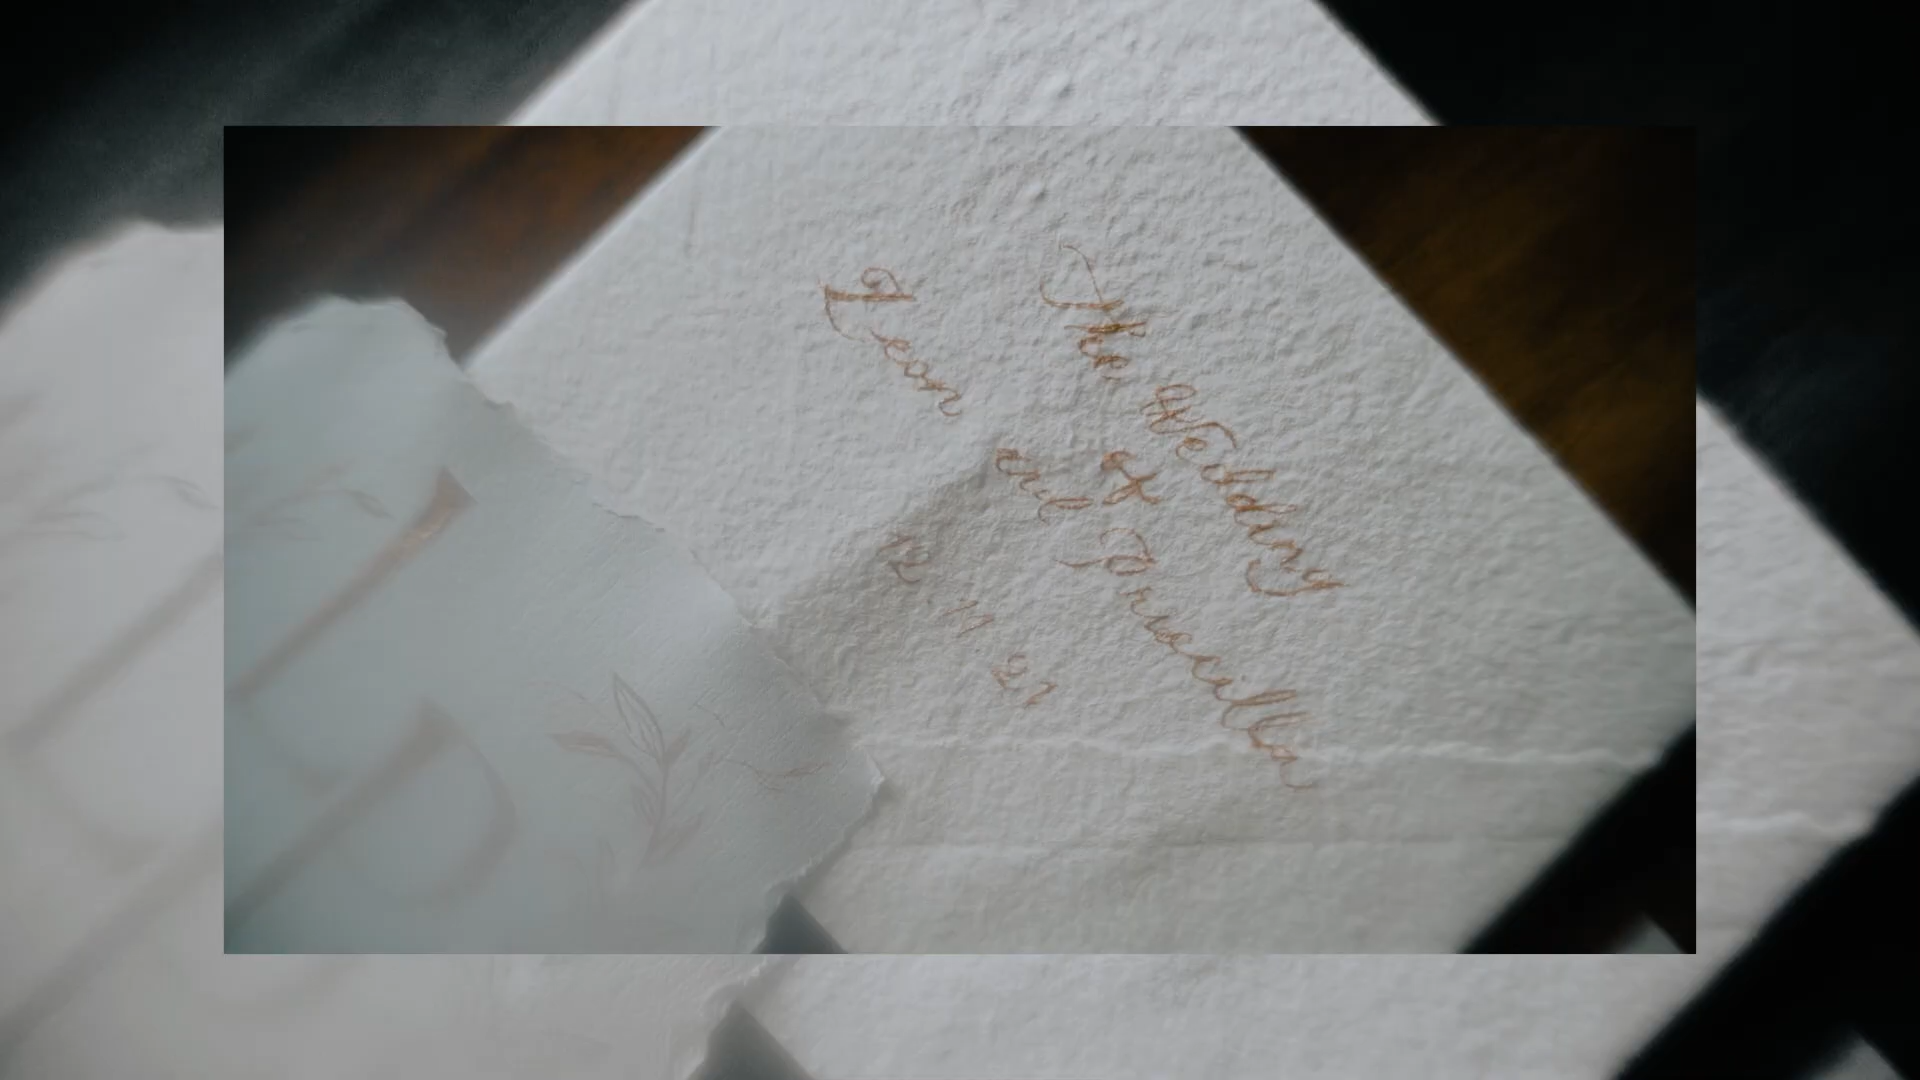 The Wedding
of
Leon and Priscilla
12 . 11 . 21